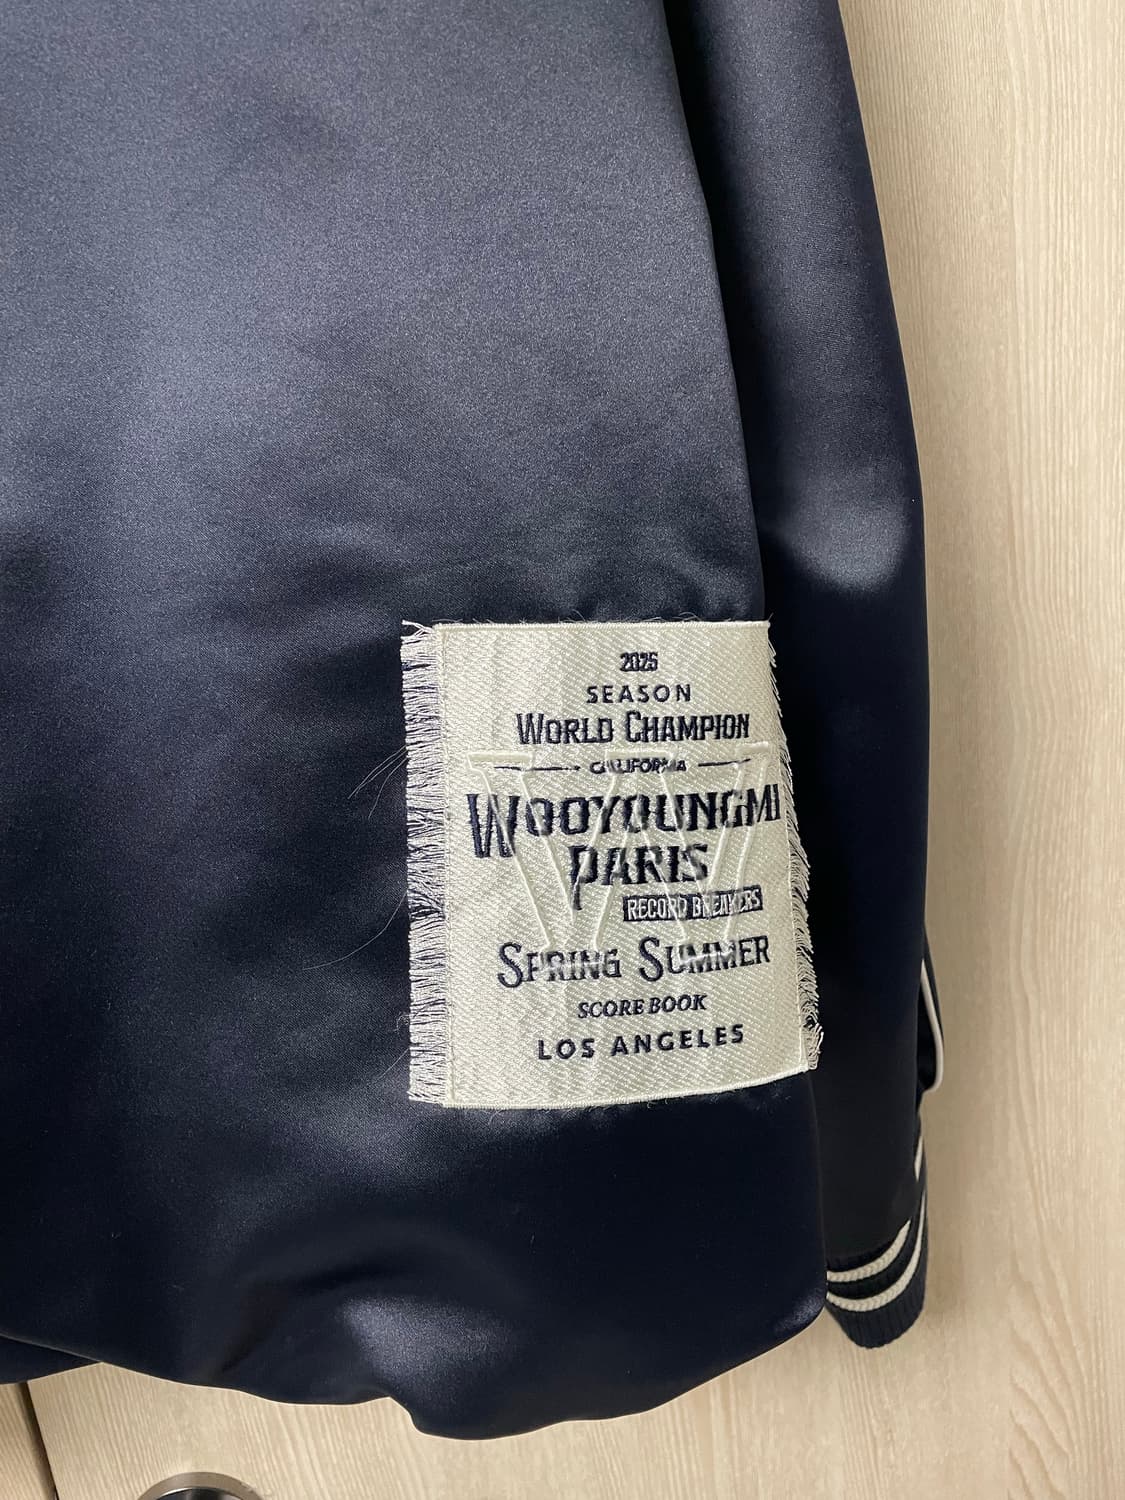 2025
SEASON
WORLD CHAMPION
CALIFORNIA
WOOYOUNGMI
PARIS
RECORD BREAKERS
SPRING SUMMER
SCORE BOOK
LOS ANGELES
W